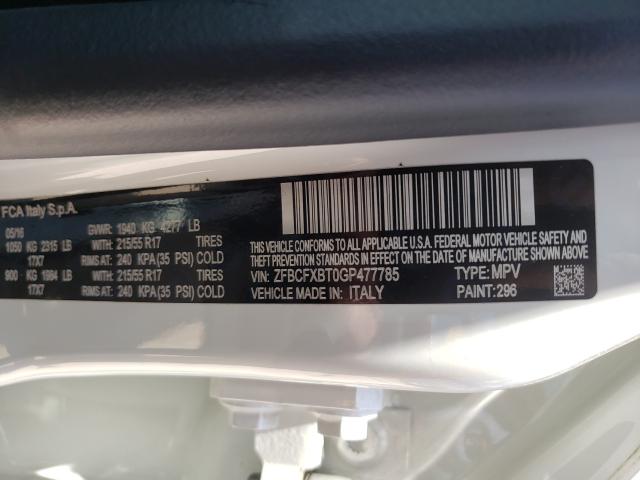 FCA Italy S.p.A.
05/16 GVWR: 1940 KG 4277 LB
1050 KG 2315 LB WITH: 215/55 R17 TIRES
17X7 RIMS AT: 240 KPA(35 PSI) COLD
900 KG 1984 LB WITH: 215/55 R17 TIRES
17X7 RIMS AT: 240 KPA(35 PSI) COLD
THIS VEHICLE CONFORMS TO ALL APPLICABLE U.S.A. FEDERAL MOTOR VEHICLE SAFETY,
BUMPER, AND THEFT PREVENTION STANDARDS IN EFFECT ON THE DATE OF MANUFACTURE SHOWN ABOVE.
VIN: ZFBCFXBT0GP477785 TYPE: MPV
VEHICLE MADE IN: ITALY PAINT: 296